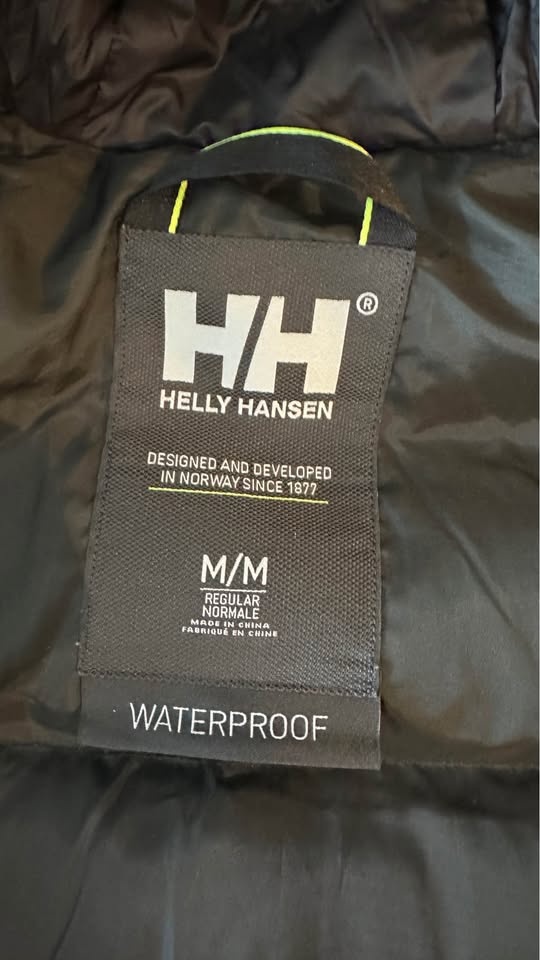 HH®
HELLY HANSEN
DESIGNED AND DEVELOPED
IN NORWAY SINCE 1877
M/M
REGULAR
NORMALE
MADE IN CHINA
FABRIQUÉ EN CHINE
WATERPROOF